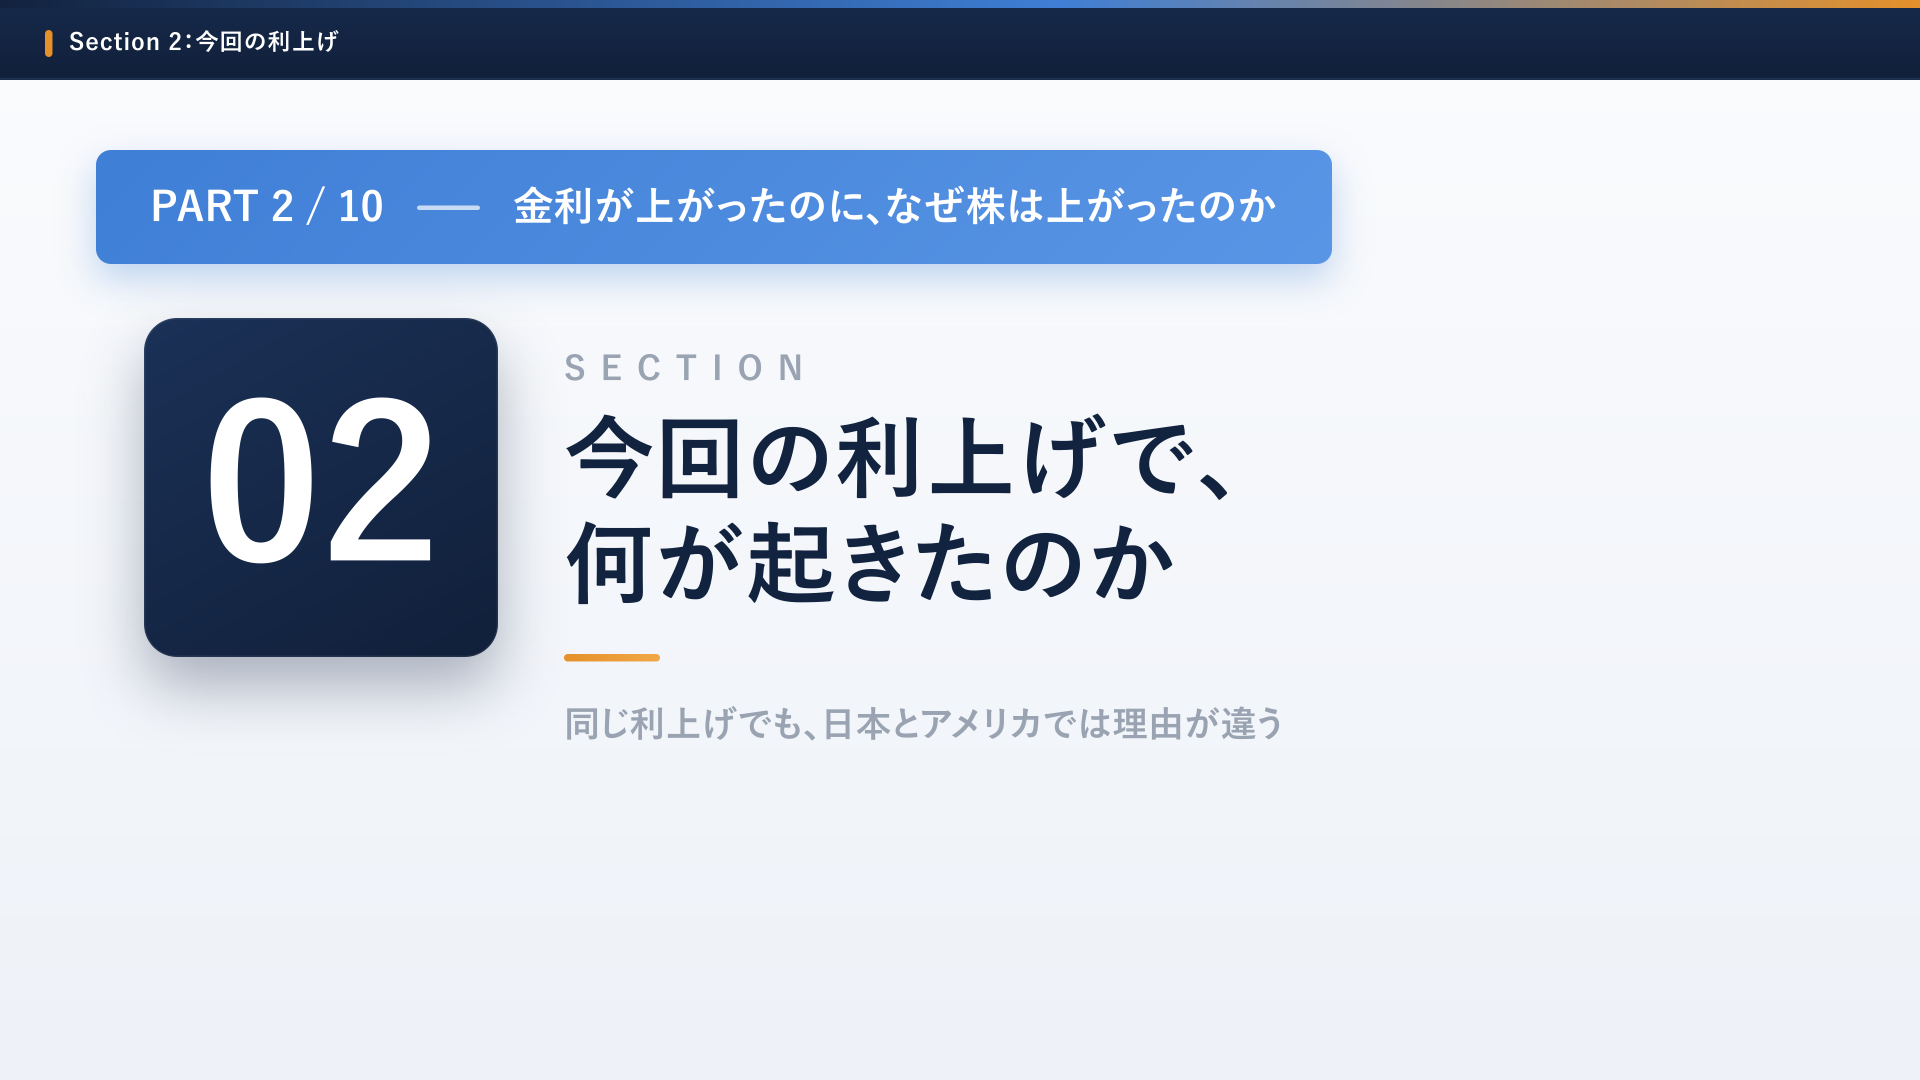 Section 2：今回の利上げ
PART 2 / 10 — 金利が上がったのに、なぜ株は上がったのか
02
SECTION
今回の利上げで、
何が起きたのか
同じ利上げでも、日本とアメリカでは理由が違う